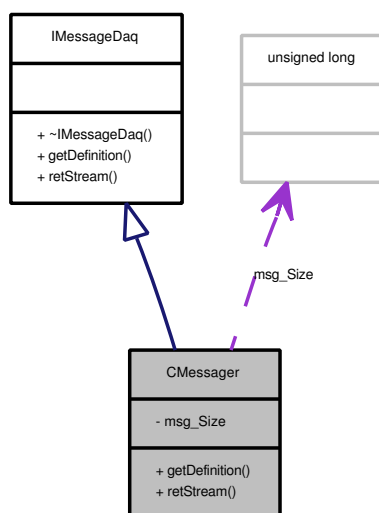 IMessageDaq
+ ~IMessageDaq()
+ getDefinition()
+ retStream()
unsigned long
msg_Size
CMessager
- msg_Size
+ getDefinition()
+ retStream()